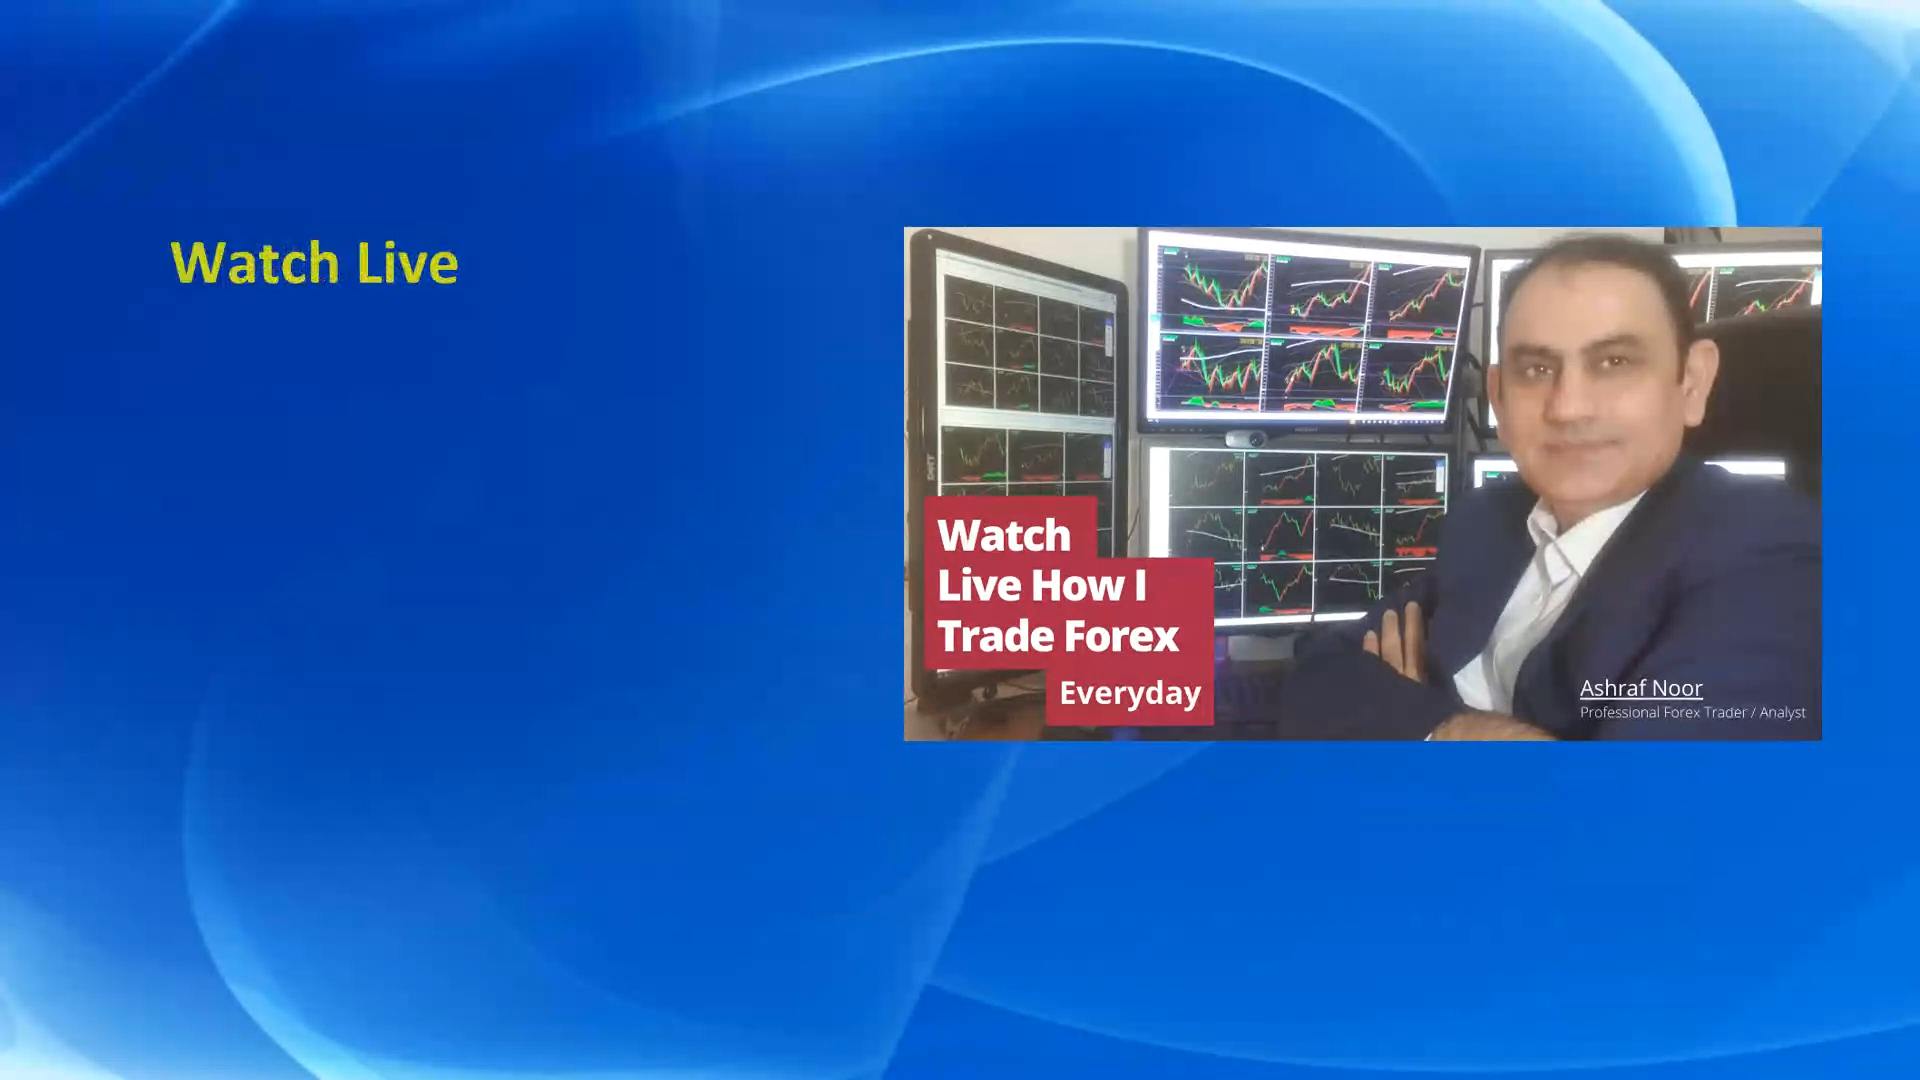 Watch Live
Watch
Live How I
Trade Forex
Everyday
Ashraf Noor
Professional Forex Trader / Analyst